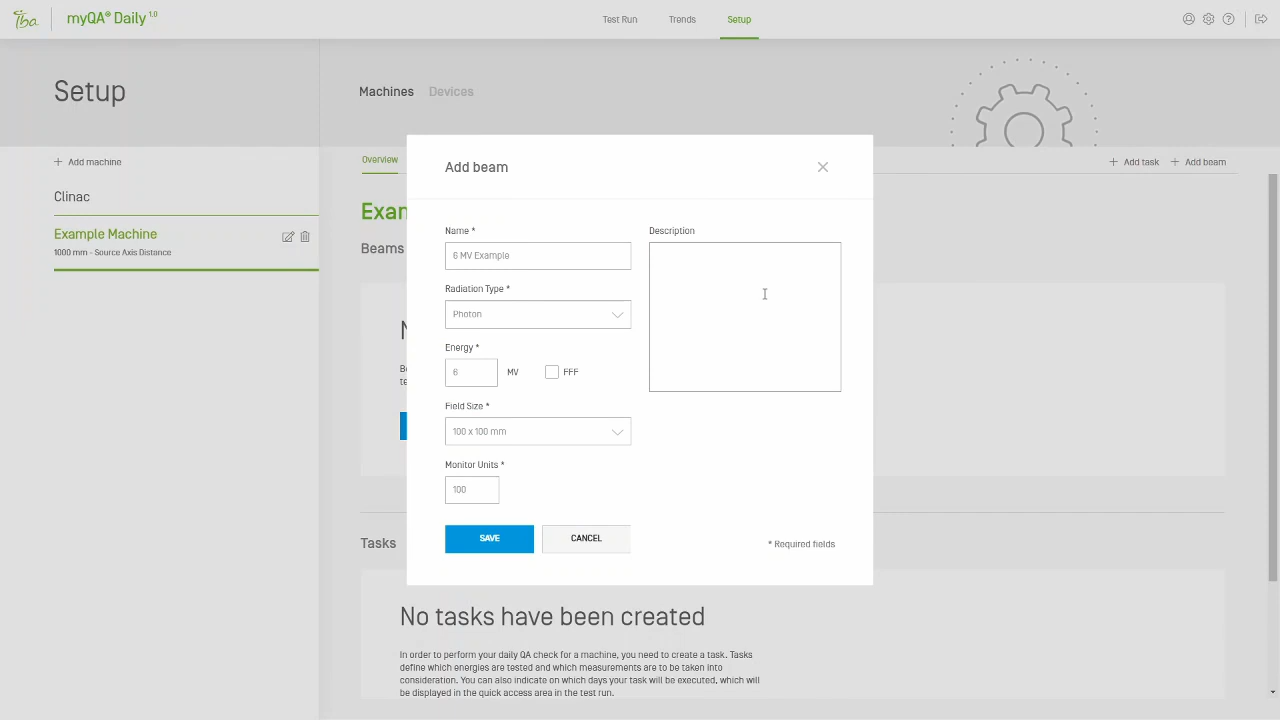 iba
myQA® Daily 1.0
Test Run
Trends
Setup
Setup
Machines
Devices
Add machine
Overview
Add task
Add beam
Clinac
Example Machine
1000 mm - Source Axis Distance
Exam
Beams
N
Be
te
Add beam
Name *
6 MV Example
Radiation Type *
Photon
Energy *
6
MV
FFF
Field Size *
100 x 100 mm
Monitor Units *
100
Description
SAVE
CANCEL
* Required fields
Tasks
No tasks have been created
In order to perform your daily QA check for a machine, you need to create a task. Tasks
define which energies are tested and which measurements are to be taken into
consideration. You can also indicate on which days your task will be executed, which will
be displayed in the quick access area in the test run.